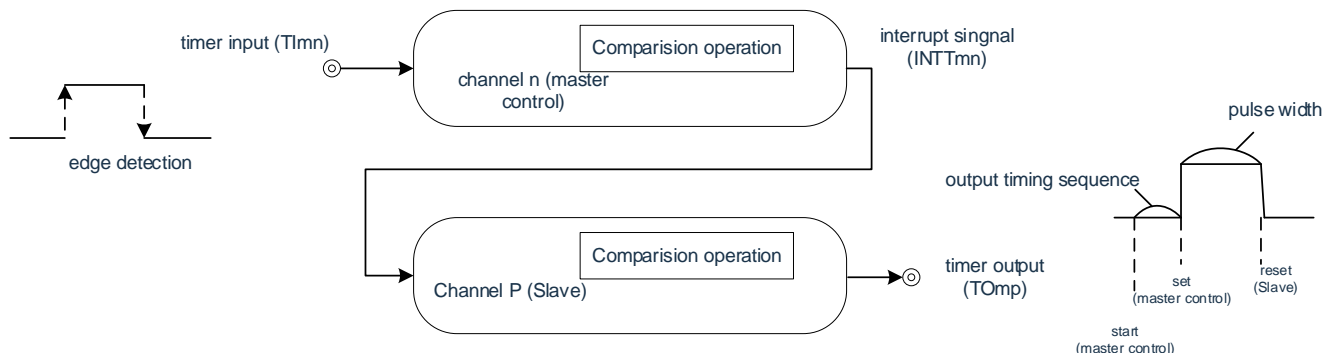 timer input (TImn)
Comparision operation
channel n (master
control)
interrupt singnal
(INTTmn)
edge detection
pulse width
output timing sequence
Comparision operation
Channel P (Slave)
timer output
(TOmp)
set
(master control)
reset
(Slave)
start
(master control)